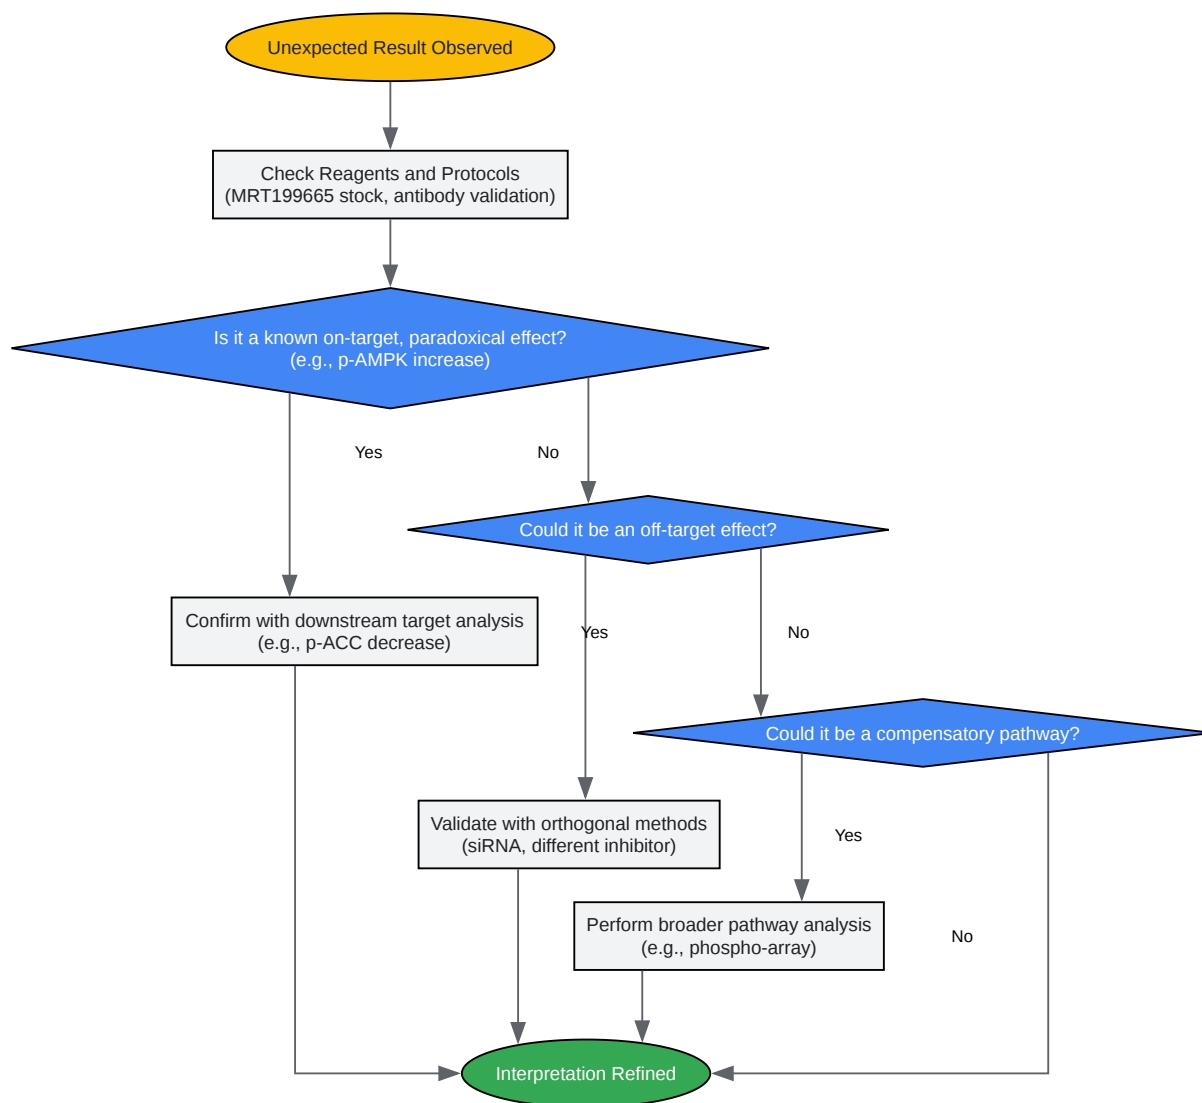 Unexpected Result Observed
Check Reagents and Protocols
(MRT199665 stock, antibody validation)
Is it a known on-target, paradoxical effect?
(e.g., p-AMPK increase)
Yes
No
Could it be an off-target effect?
Confirm with downstream target analysis
(e.g., p-ACC decrease)
Yes
No
Could it be a compensatory pathway?
Validate with orthogonal methods
(siRNA, different inhibitor)
Yes
Perform broader pathway analysis
(e.g., phospho-array)
No
Interpretation Refined